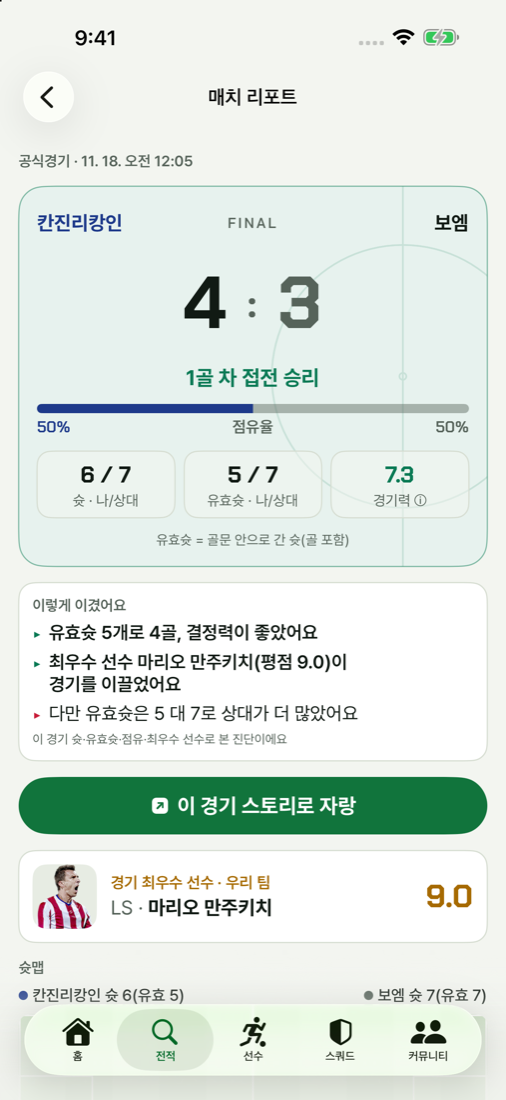 9:41
매치 리포트
공식경기 · 11. 18. 오전 12:05
칸진리캉인 FINAL 보엠
4 : 3
1골 차 접전 승리
50% 점유율 50%
6 / 7 5 / 7 7.3
슛 · 나/상대 유효슛 · 나/상대 경기력 ⓘ
유효슛 = 골문 안으로 간 슛(골 포함)
이렇게 이겼어요
▸ 유효슛 5개로 4골, 결정력이 좋았어요
▸ 최우수 선수 마리오 만주키치(평점 9.0)이
경기를 이끌었어요
▸ 다만 유효슛은 5 대 7로 상대가 더 많았어요
이 경기 슛·유효슛·점유·최우수 선수로 본 진단이에요
이 경기 스토리로 자랑
경기 최우수 선수 · 우리 팀
LS · 마리오 만주키치 9.0
슛맵
칸진리캉인 슛 6(유효 5) 보엠 슛 7(유효 7)
홈 전적 선수 스쿼드 커뮤니티